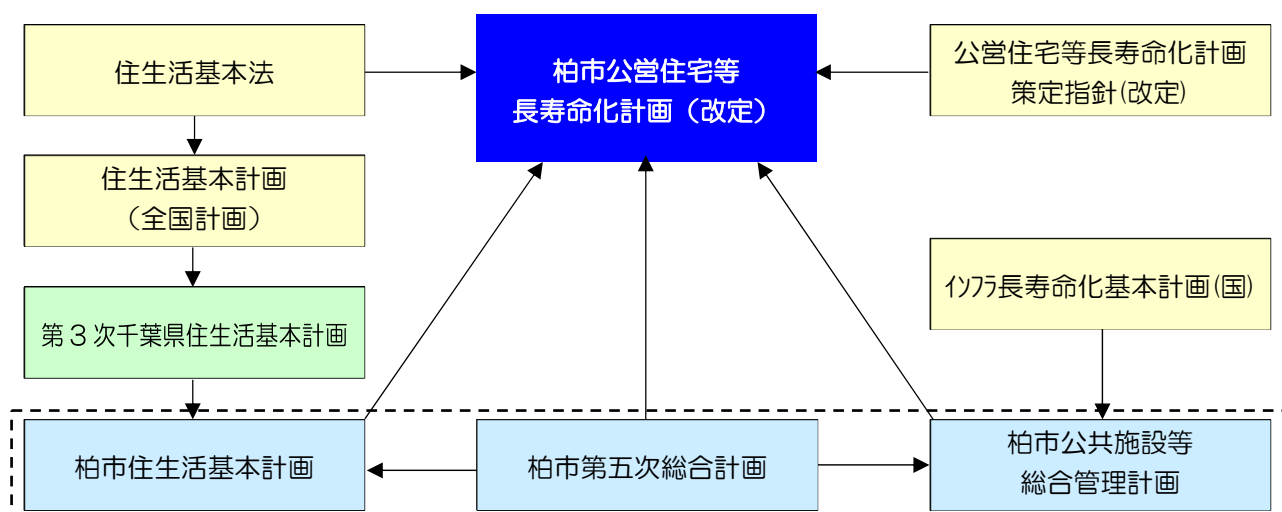 住生活基本法
柏市公営住宅等
長寿命化計画（改定）
公営住宅等長寿命化計画
策定指針(改定)
住生活基本計画
（全国計画）
第３次千葉県住生活基本計画
ｲﾝﾌﾗ長寿命化基本計画(国)
柏市住生活基本計画
柏市第五次総合計画
柏市公共施設等
総合管理計画